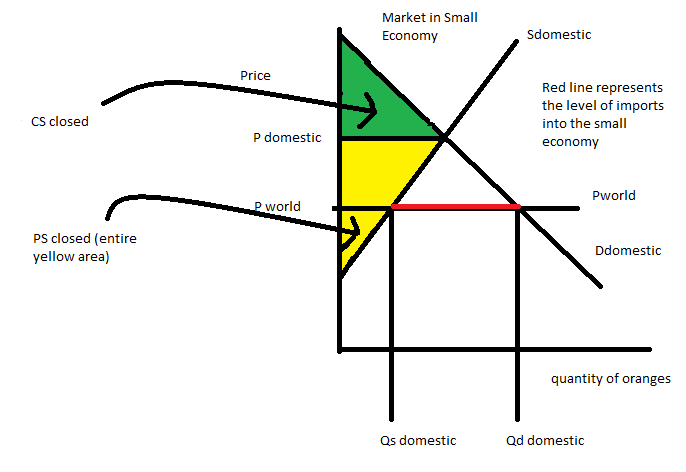 Market in Small
Economy
Sdomestic
Price
Red line represents
the level of imports
into the small
economy
CS closed
P domestic
Pworld
P world
PS closed (entire
yellow area)
Ddomestic
quantity of oranges
Qs domestic
Qd domestic